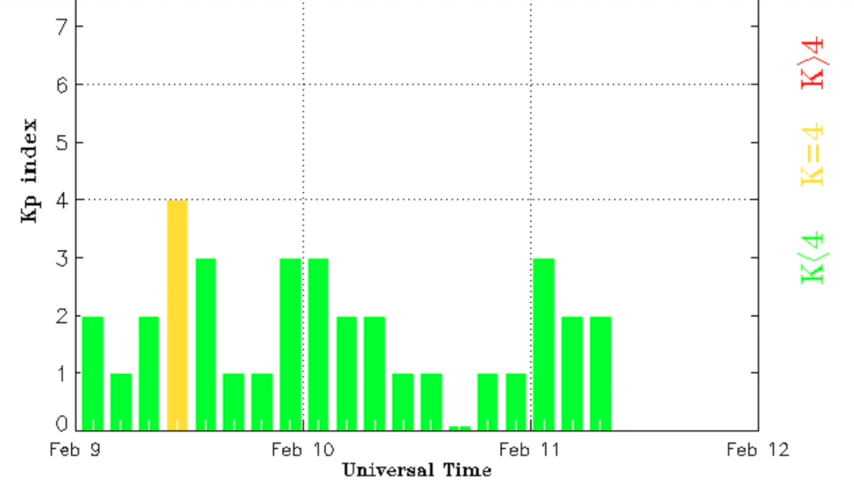 7
6
5
4
3
2
1
0
Kp index
Feb 9
Feb 10
Feb 11
Feb 12
Universal Time
K<4
K=4
K>4